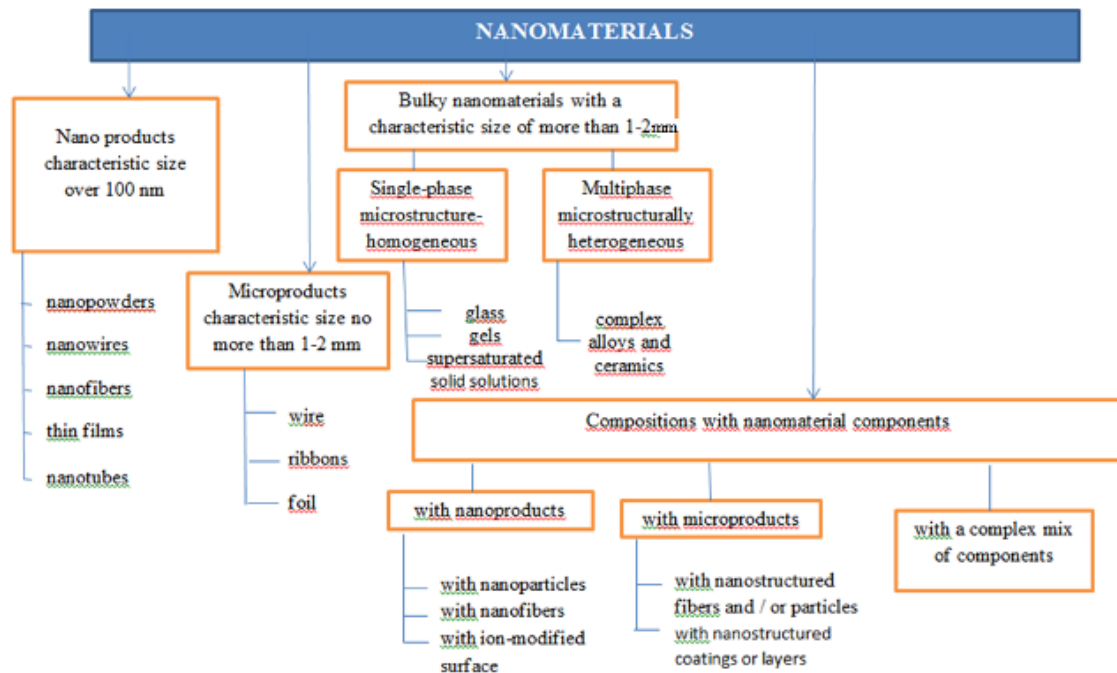 NANOMATERIALS
Nano products
characteristic size
over 100 nm
nanopowders
nanowires
nanofibers
thin films
nanotubes
Microproducts
characteristic size no
more than 1-2 mm
wire
ribbons
foil
Bulky nanomaterials with a
characteristic size of more than 1-2mm
Single-phase
microstructure-
homogeneous
glass
gels
supersaturated
solid solutions
Multiphase
microstructurally
heterogeneous
complex
alloys and
ceramics
Compositions with nanomaterial components
with nanoproducts
with nanoparticles
with nanofibers
with ion-modified
surface
with microproducts
with nanostructured
fibers and / or particles
with nanostructured
coatings or layers
with a complex mix
of components